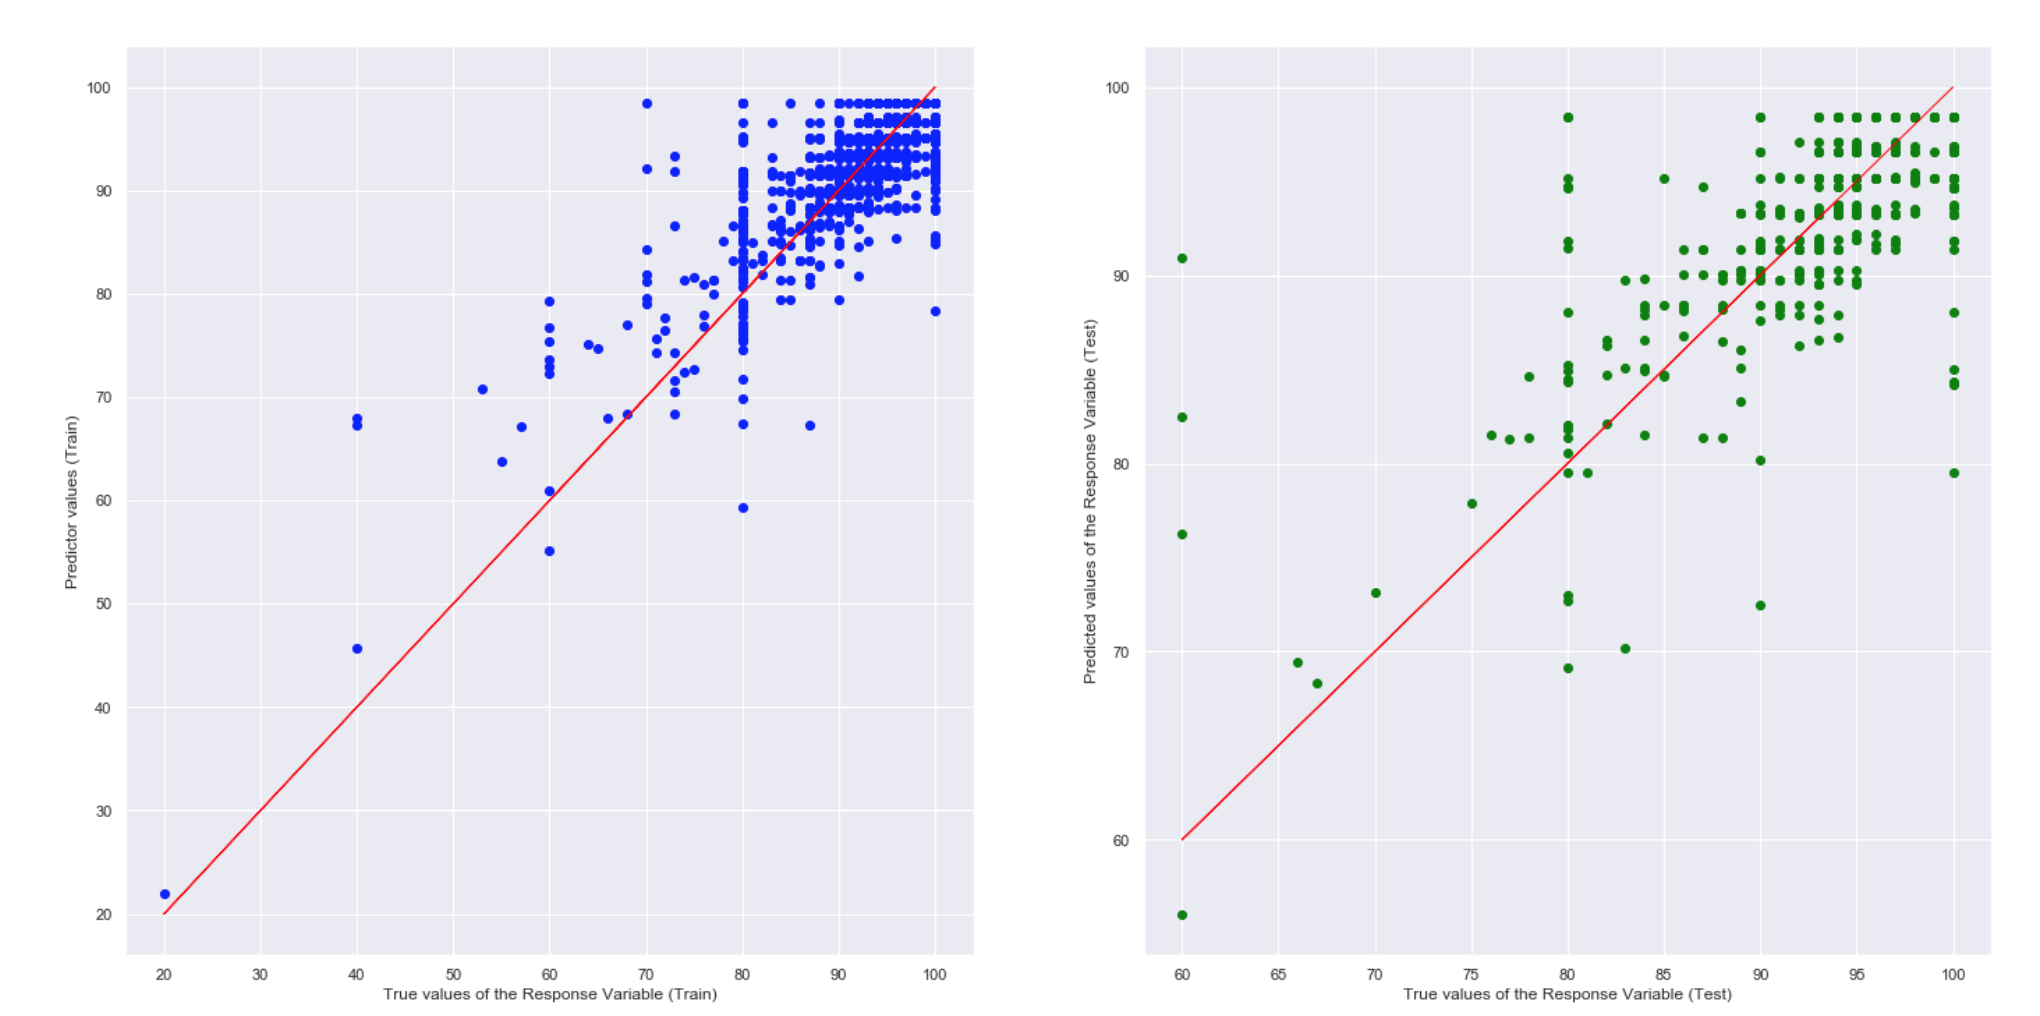 100
90
80
70
60
50
40
30
20
Predictor values (Train)
20 30 40 50 60 70 80 90 100
True values of the Response Variable (Train)
100
90
80
70
60
Predicted values of the Response Variable (Test)
60 65 70 75 80 85 90 95 100
True values of the Response Variable (Test)